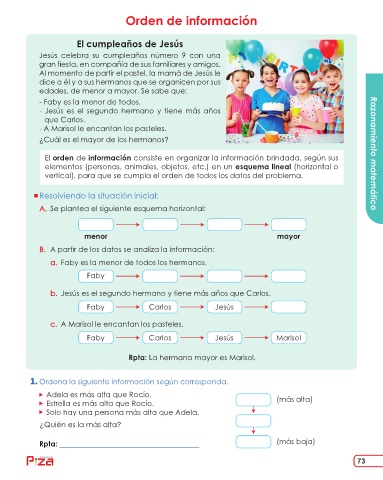 Orden de información
El cumpleaños de Jesús
Jesús celebra su cumpleaños número 9 con una
gran fiesta, en compañía de sus familiares y amigos.
Al momento de partir el pastel, la mamá de Jesús le
dice a él y a sus hermanos que se organicen por sus
edades, de menor a mayor. Se sabe que:
- Faby es la menor de todos.
- Jesús es el segundo hermano y tiene más años
que Carlos.
- A Marisol le encantan los pasteles.
¿Cuál es el mayor de los hermanos?
El orden de información consiste en organizar la información brindada, según sus
elementos (personas, animales, objetos, etc.) en un esquema lineal (horizontal o
vertical), para que se cumpla el orden de todos los datos del problema.
Razonamiento matemático
Resolviendo la situación inicial:
A. Se plantea el siguiente esquema horizontal:
menor mayor
B. A partir de los datos se analiza la información:
a. Faby es la menor de todos los hermanos.
Faby
b. Jesús es el segundo hermano y tiene más años que Carlos.
Faby Carlos Jesús
c. A Marisol le encantan los pasteles.
Faby Carlos Jesús Marisol
Rpta: La hermana mayor es Marisol.
1. Ordena la siguiente información según corresponda.
Adela es más alta que Rocío.
Estrella es más alta que Rocío.
Solo hay una persona más alta que Adela.
¿Quién es la más alta?
Rpta:
(más alta)
(más baja)
Pizza
73